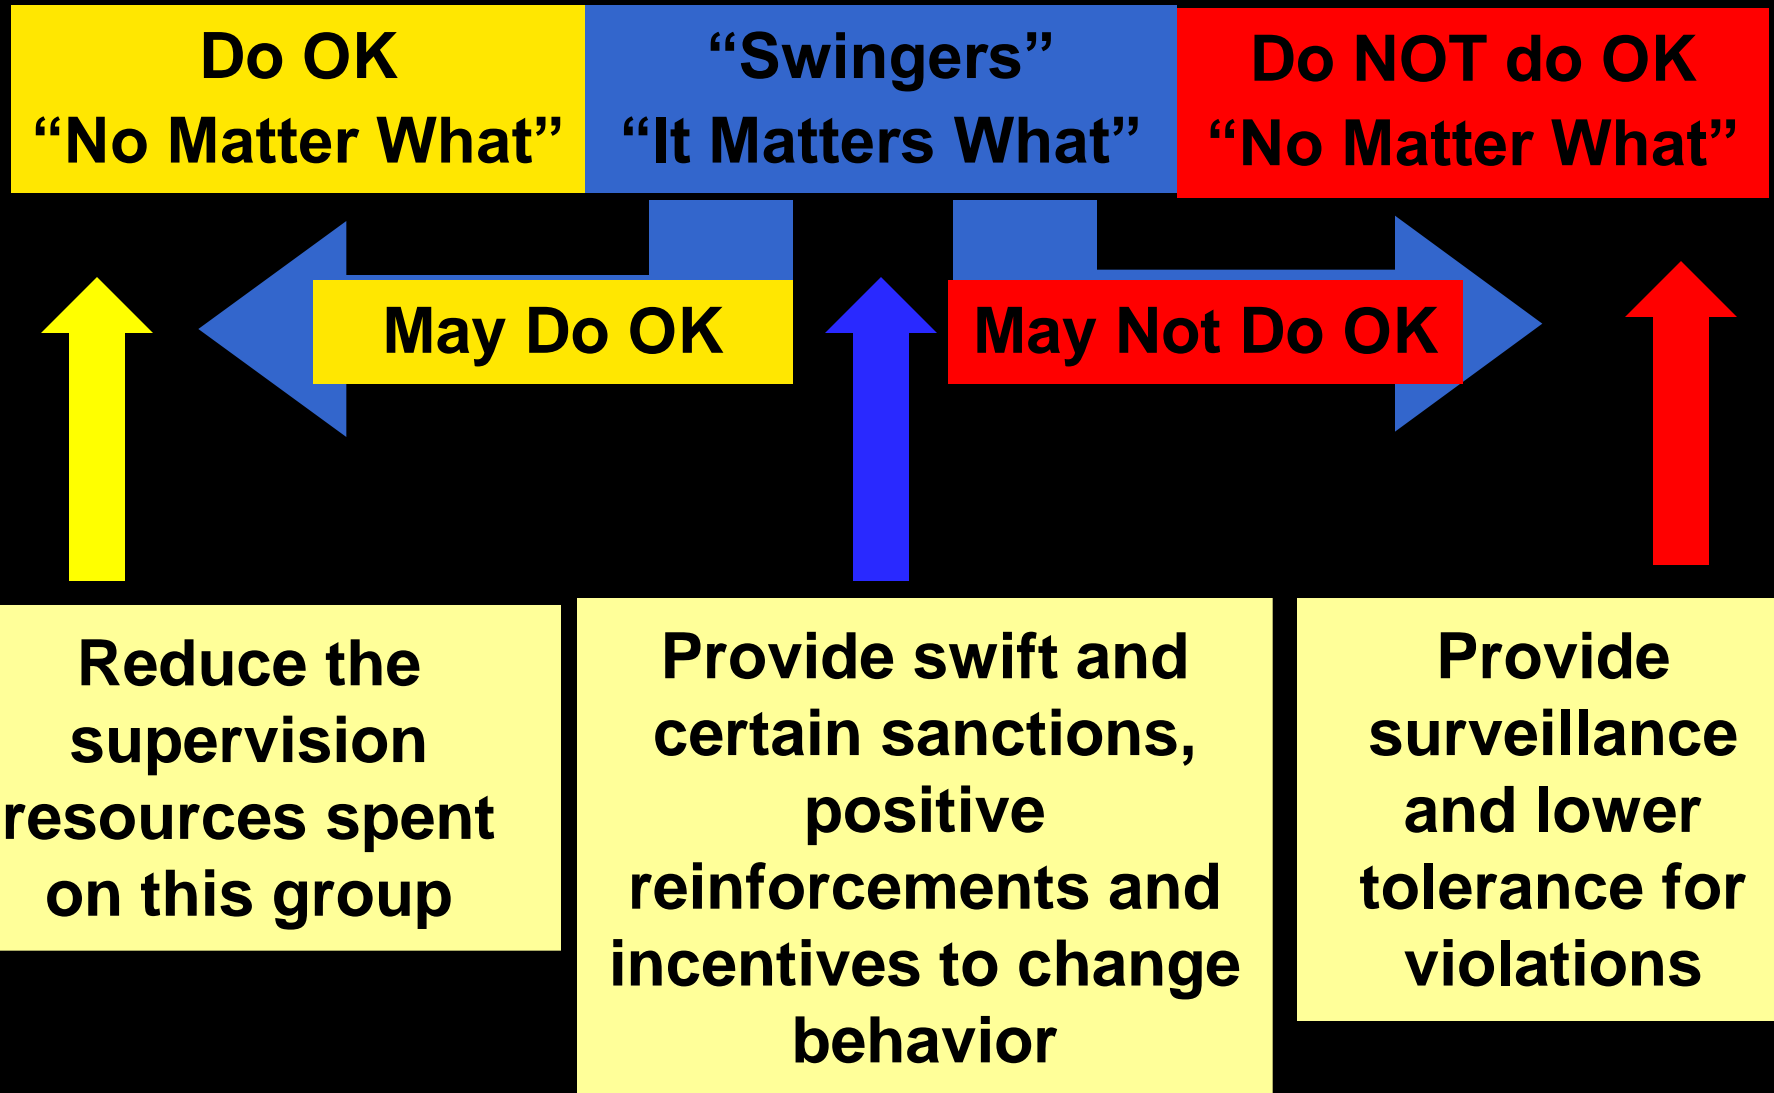 Do OK
“No Matter What”
“Swingers”
“It Matters What”
Do NOT do OK
“No Matter What”
May Do OK
May Not Do OK
Reduce the
supervision
resources spent
on this group
Provide swift and
certain sanctions,
positive
reinforcements and
incentives to change
behavior
Provide
surveillance
and lower
tolerance for
violations